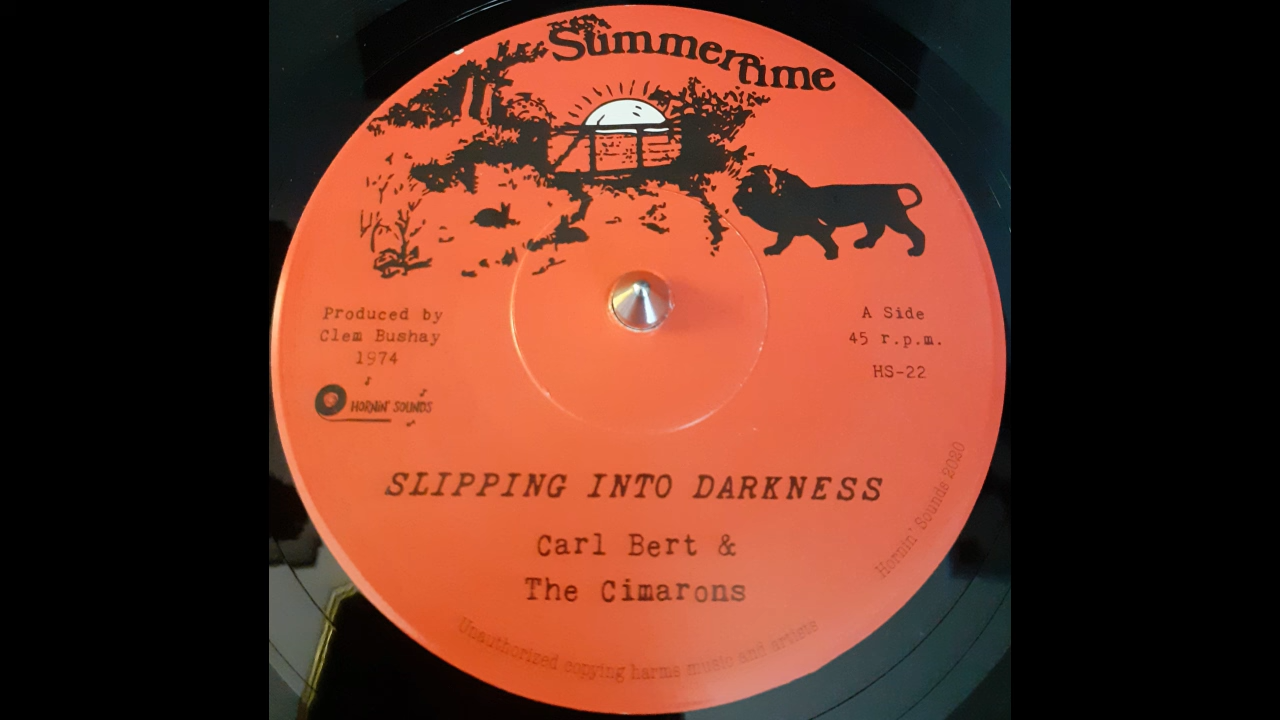 Summertime
Produced by
Clem Bushay
1974
HORNIN' SOUNDS
A Side
45 r.p.m.
HS-22
SLIPPING INTO DARKNESS
Carl Bert &
The Cimarons
Hornin' Sounds 2020
Unauthorized copying harms music and artists